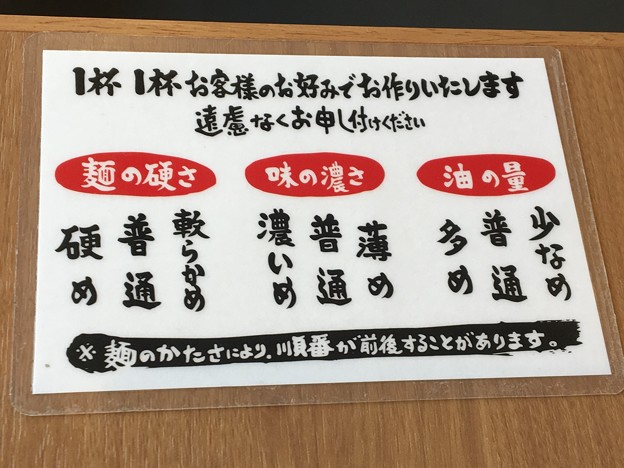 1杯1杯お客様のお好みでお作りいたします
遠慮なくお申し付けください
麺の硬さ
軟らかめ
普通
硬め
味の濃さ
薄め
普通
濃いめ
油の量
少なめ
普通
多め
※麺のかたさにより、順番が前後することがあります。